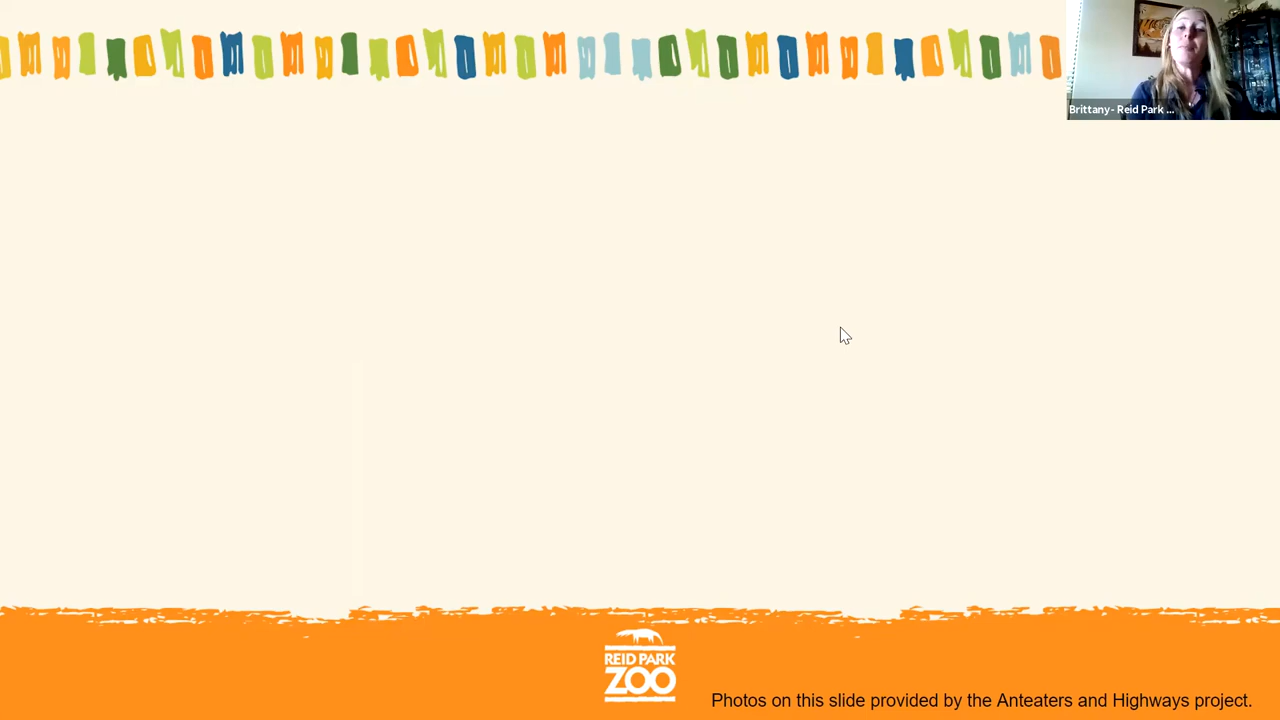 Brittany- Reid Park ...
REID PARK
ZOO
Photos on this slide provided by the Anteaters and Highways project.